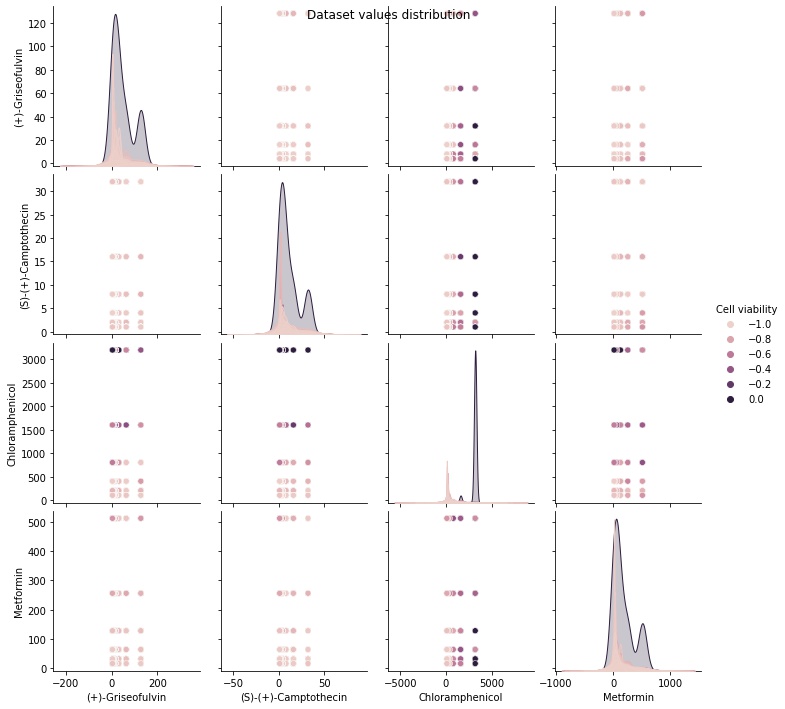 Dataset values distribution
120
100
80
60
40
20
0
(+)-Griseofulvin
30
25
20
15
10
5
0
(S)-(+)-Camptothecin
3000
2500
2000
1500
1000
500
0
Chloramphenicol
500
400
300
200
100
0
Metformin
Cell viability
−1.0
−0.8
−0.6
−0.4
−0.2
0.0
−200 0 200
(+)-Griseofulvin
−50 0 50
(S)-(+)-Camptothecin
−5000 0 5000
Chloramphenicol
−1000 0 1000
Metformin